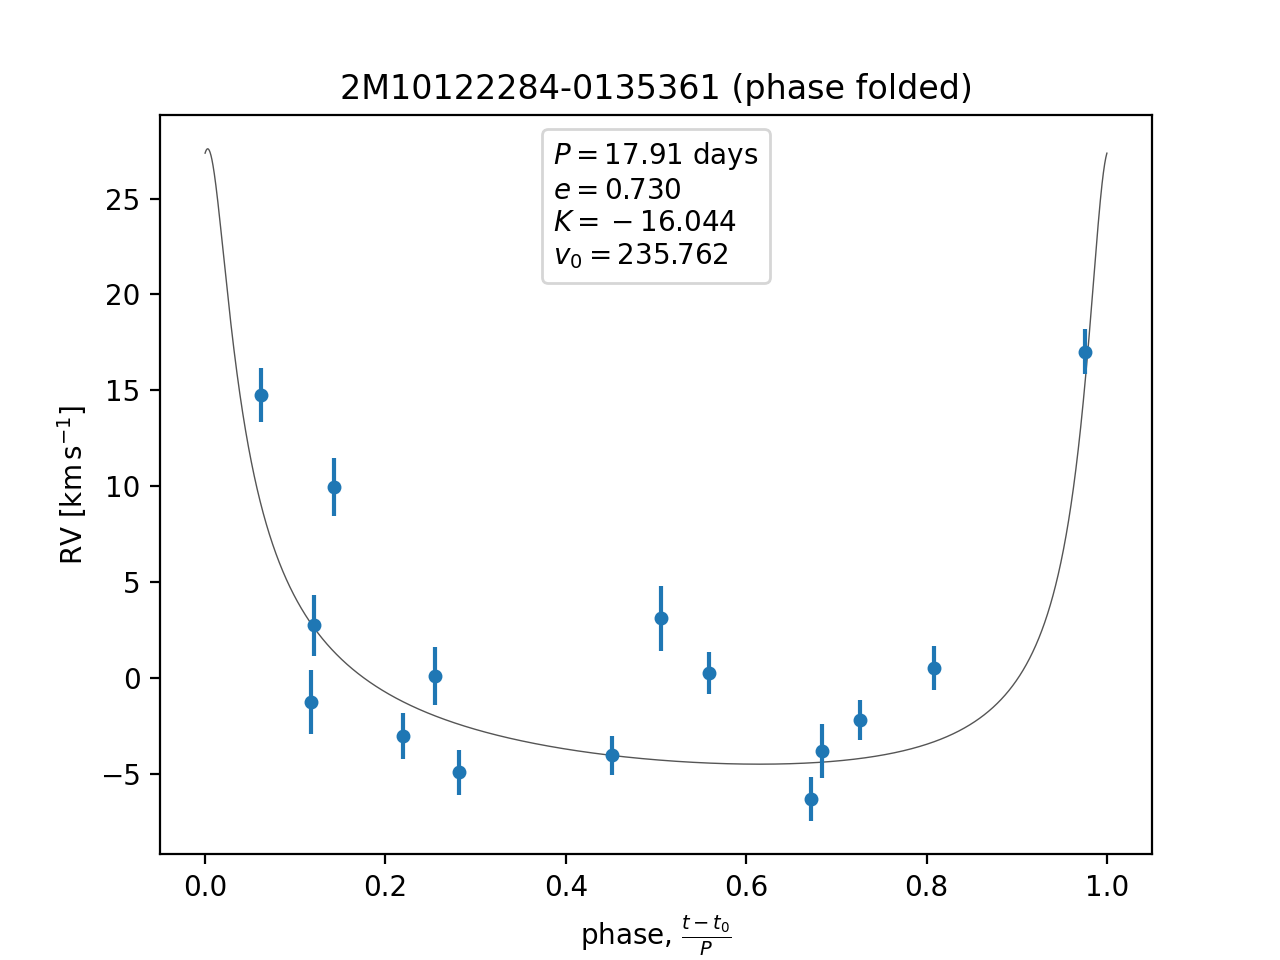 2M10122284-0135361 (phase folded)
P = 17.91 days
e = 0.730
K = −16.044
v₀ = 235.762
RV [km s⁻¹]
25
20
15
10
5
0
−5
0.0 0.2 0.4 0.6 0.8 1.0
phase, (t − t₀)/P